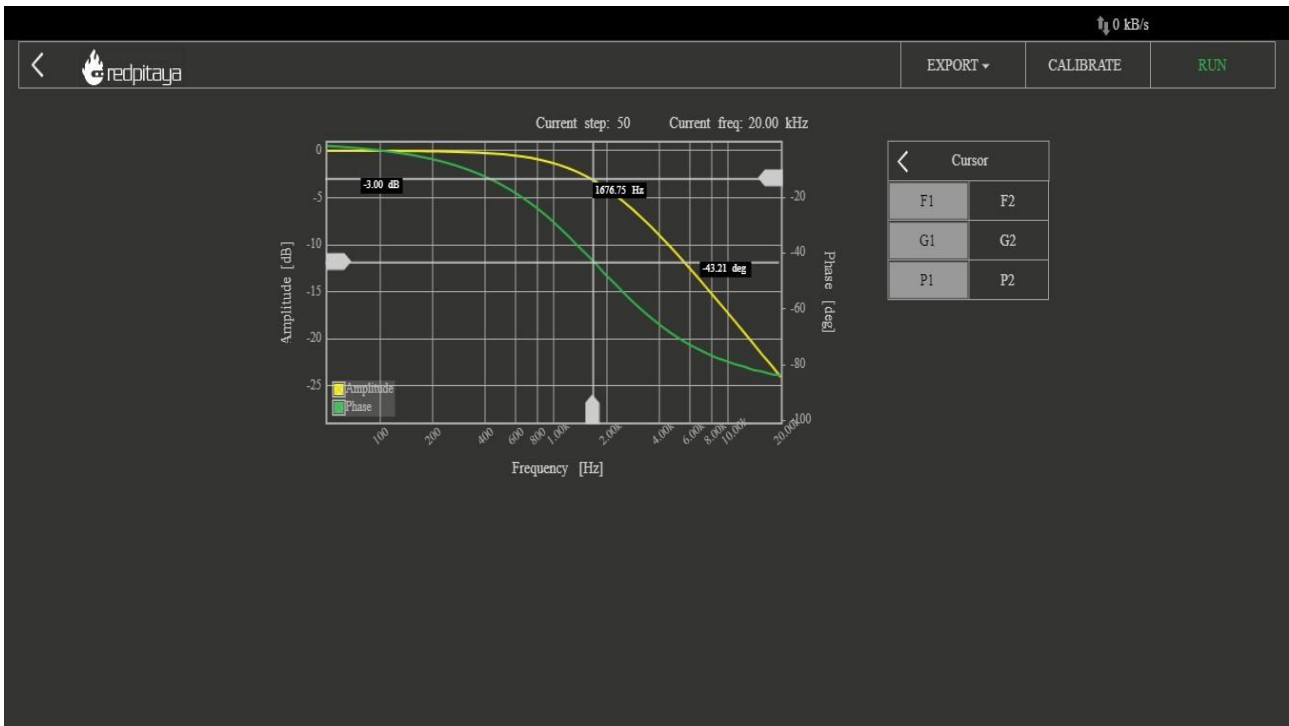 0 kB/s
redpitaya
EXPORT
CALIBRATE
RUN
Current step: 50 Current freq: 20.00 kHz
Cursor
F1 F2
G1 G2
P1 P2
Amplitude [dB]
0
-5
-10
-15
-20
-25
-3.00 dB
1676.75 Hz
-43.21 deg
Phase [deg]
-20
-40
-60
-80
-100
Amplitude
Phase
100 200 400 600 800 1.00k 2.00k 4.00k 6.00k 8.00k 10.00k 20.00k
Frequency [Hz]